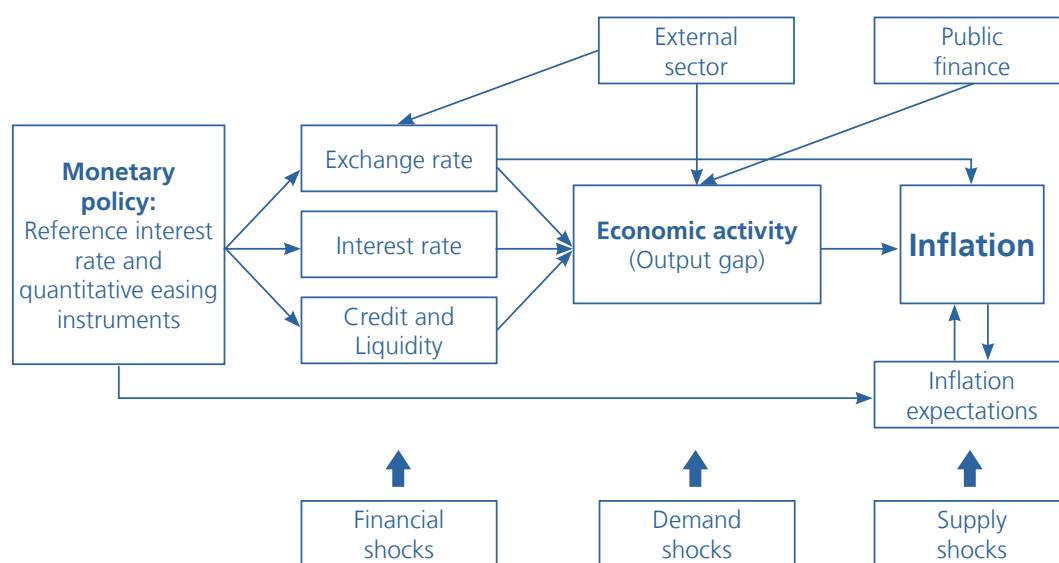 External
sector
Public
finance
Monetary
policy:
Reference interest
rate and
quantitative easing
instruments
Exchange rate
Interest rate
Credit and
Liquidity
Economic activity
(Output gap)
Inflation
Inflation
expectations
Financial
shocks
Demand
shocks
Supply
shocks